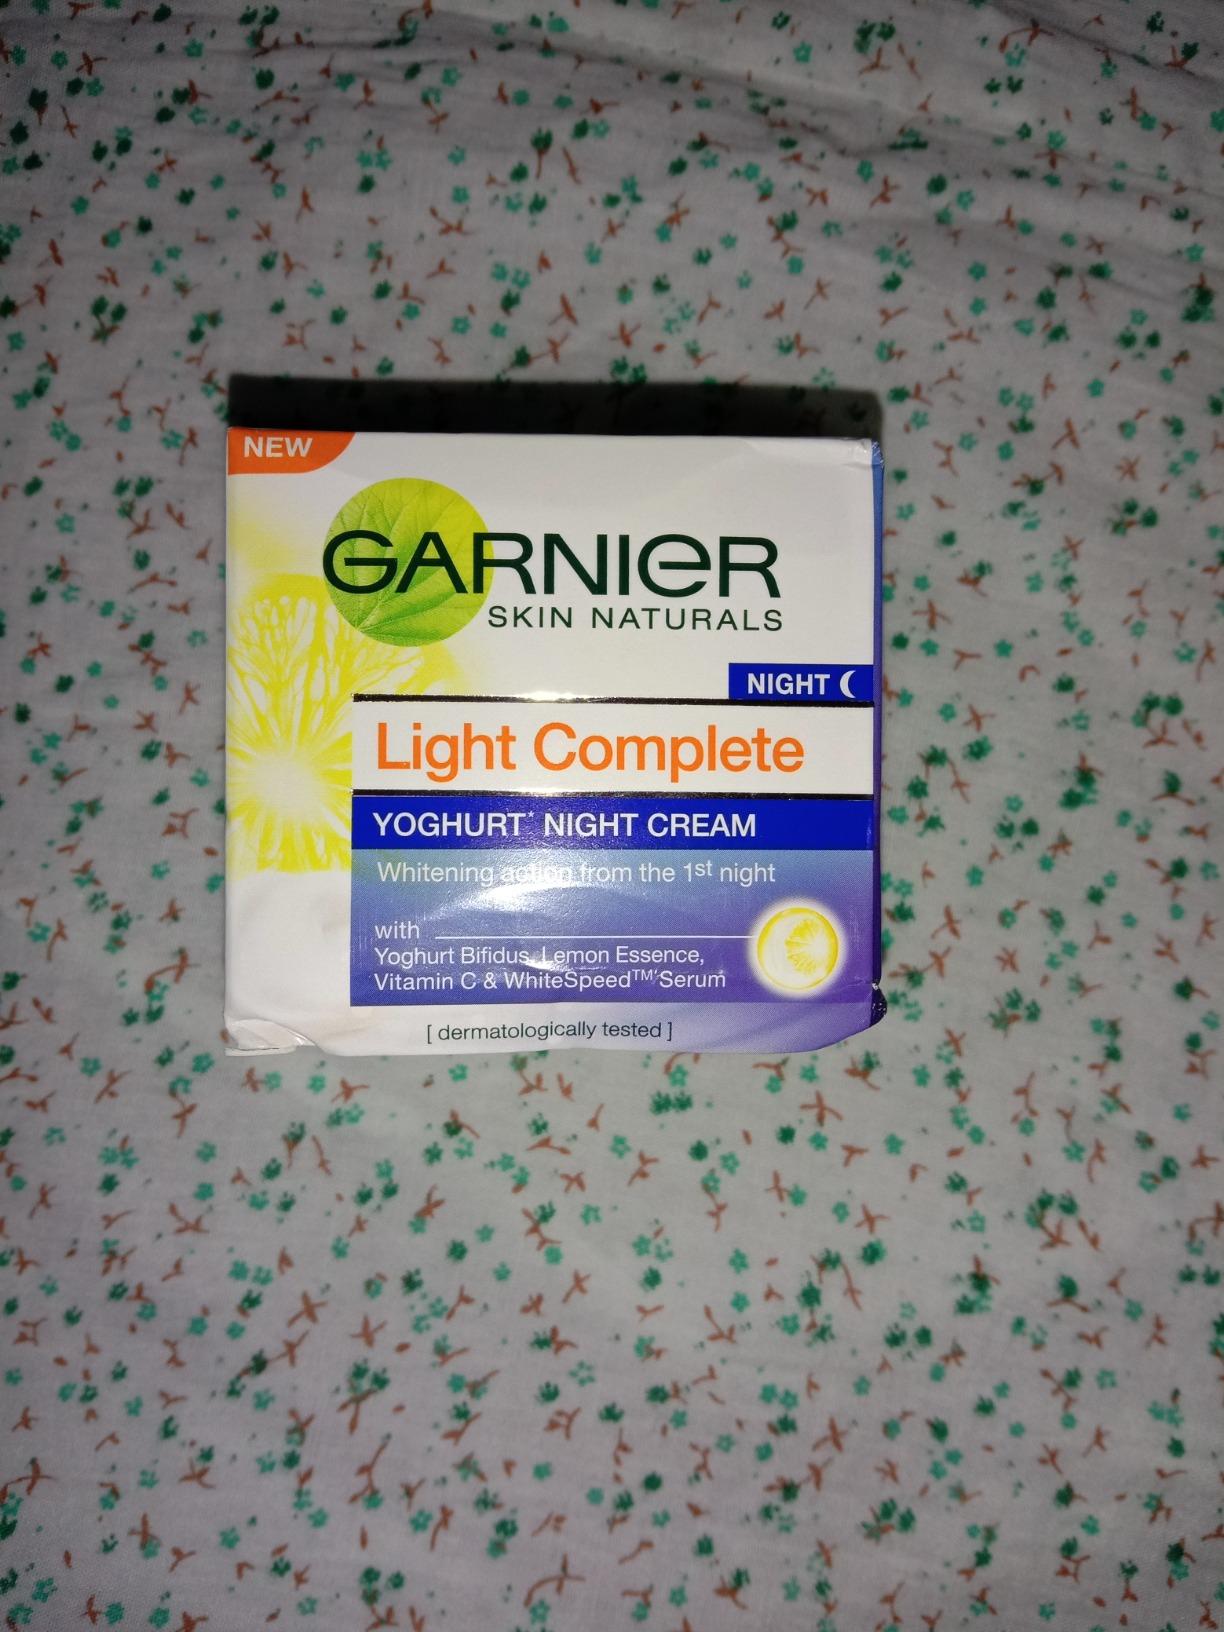 NEW
GARNIER
SKIN NATURALS
NIGHT
Light Complete
YOGHURT* NIGHT CREAM
Whitening action from the 1st night
with
Yoghurt Bifidus, Lemon Essence,
Vitamin C & WhiteSpeed™ Serum
[ dermatologically tested ]